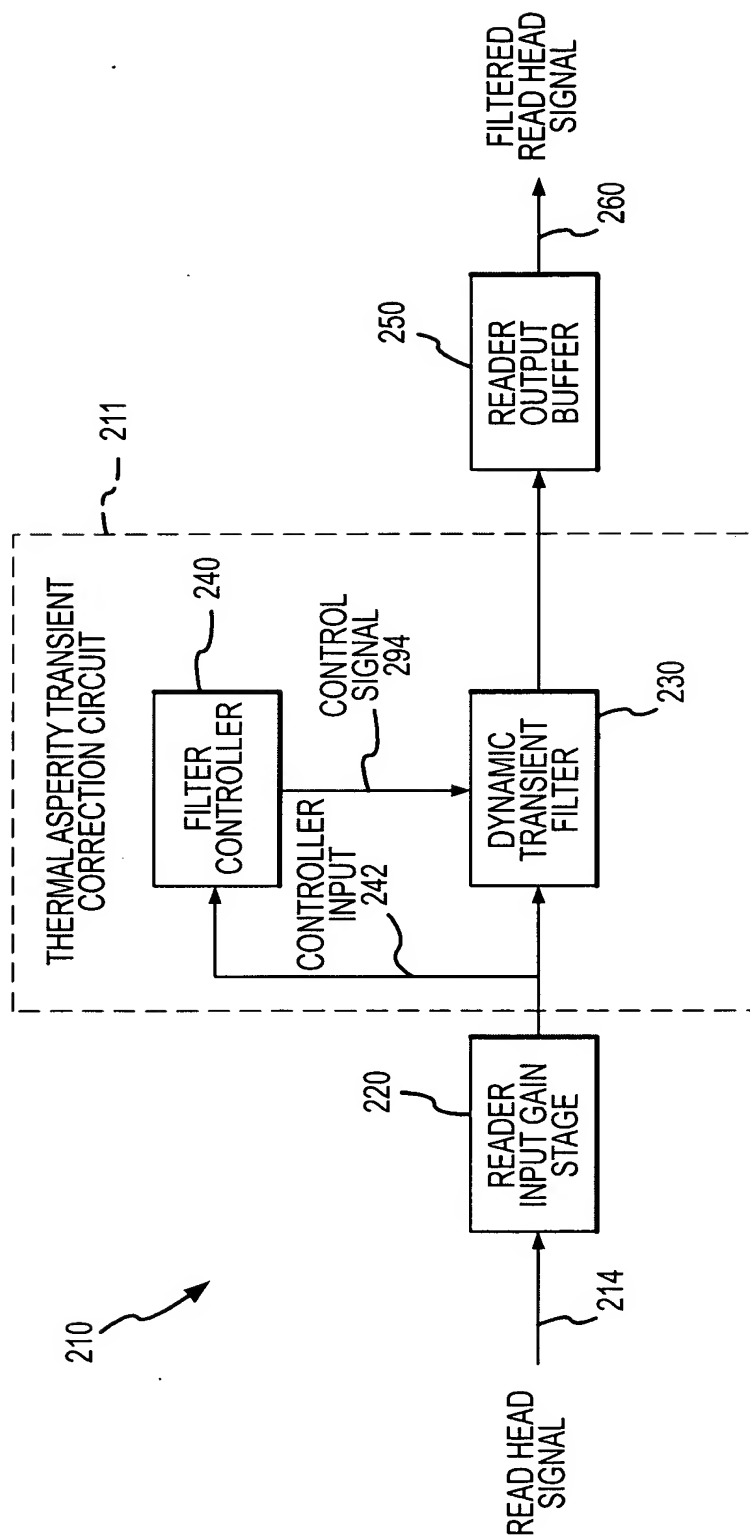 210
READ HEAD
SIGNAL
214
READER
INPUT GAIN
STAGE
220
211
THERMAL ASPERITY TRANSIENT
CORRECTION CIRCUIT
CONTROLLER
INPUT
242
FILTER
CONTROLLER
240
CONTROL
SIGNAL
294
DYNAMIC
TRANSIENT
FILTER
230
READER
OUTPUT
BUFFER
250
260
FILTERED
READ HEAD
SIGNAL